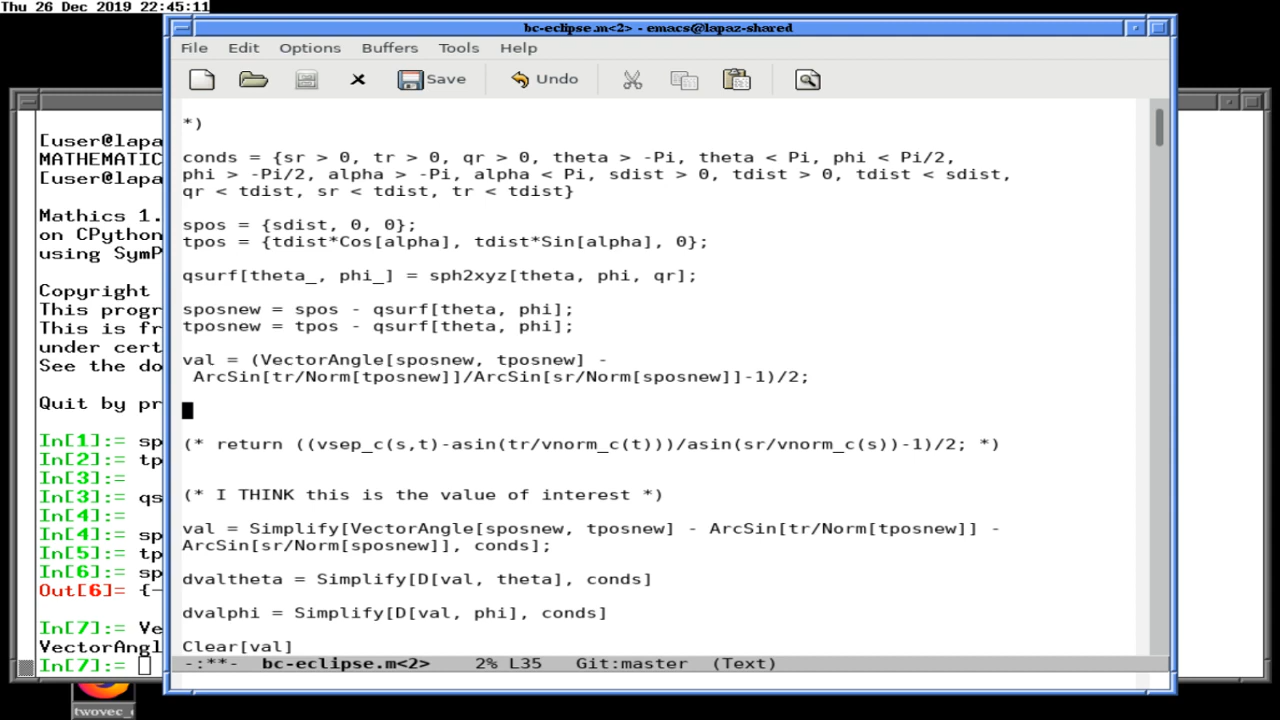 Thu 26 Dec 2019 22:45:11
bc-eclipse.m<2> - emacs@lapaz-shared
File Edit Options Buffers Tools Help
Save Undo
*)
conds = {sr > 0, tr > 0, qr > 0, theta > -Pi, theta < Pi, phi < Pi/2,
phi > -Pi/2, alpha > -Pi, alpha < Pi, sdist > 0, tdist > 0, tdist < sdist,
qr < tdist, sr < tdist, tr < tdist}
spos = {sdist, 0, 0};
tpos = {tdist*Cos[alpha], tdist*Sin[alpha], 0};
qsurf[theta_, phi_] = sph2xyz[theta, phi, qr];
sposnew = spos - qsurf[theta, phi];
tposnew = tpos - qsurf[theta, phi];
val = (VectorAngle[sposnew, tposnew] -
ArcSin[tr/Norm[tposnew]]/ArcSin[sr/Norm[sposnew]]-1)/2;
(* return ((vsep_c(s,t)-asin(tr/vnorm_c(t)))/asin(sr/vnorm_c(s))-1)/2; *)
(* I THINK this is the value of interest *)
val = Simplify[VectorAngle[sposnew, tposnew] - ArcSin[tr/Norm[tposnew]] -
ArcSin[sr/Norm[sposnew]], conds];
dvaltheta = Simplify[D[val, theta], conds]
dvalphi = Simplify[D[val, phi], conds]
Clear[val]
-:**- bc-eclipse.m<2> 2% L35 Git:master (Text)
[user@lapa
MATHEMATIC
[user@lapa
Mathics 1.
on CPython
using SymP
Copyright
This progr
This is fr
under cert
See the do
Quit by pr
In[1]:= sp
In[2]:= tp
In[3]:=
In[3]:= qs
In[4]:=
In[4]:= sp
In[5]:= tp
In[6]:= sp
Out[6]= {-
In[7]:= Ve
VectorAngl
In[7]:=
twovec_